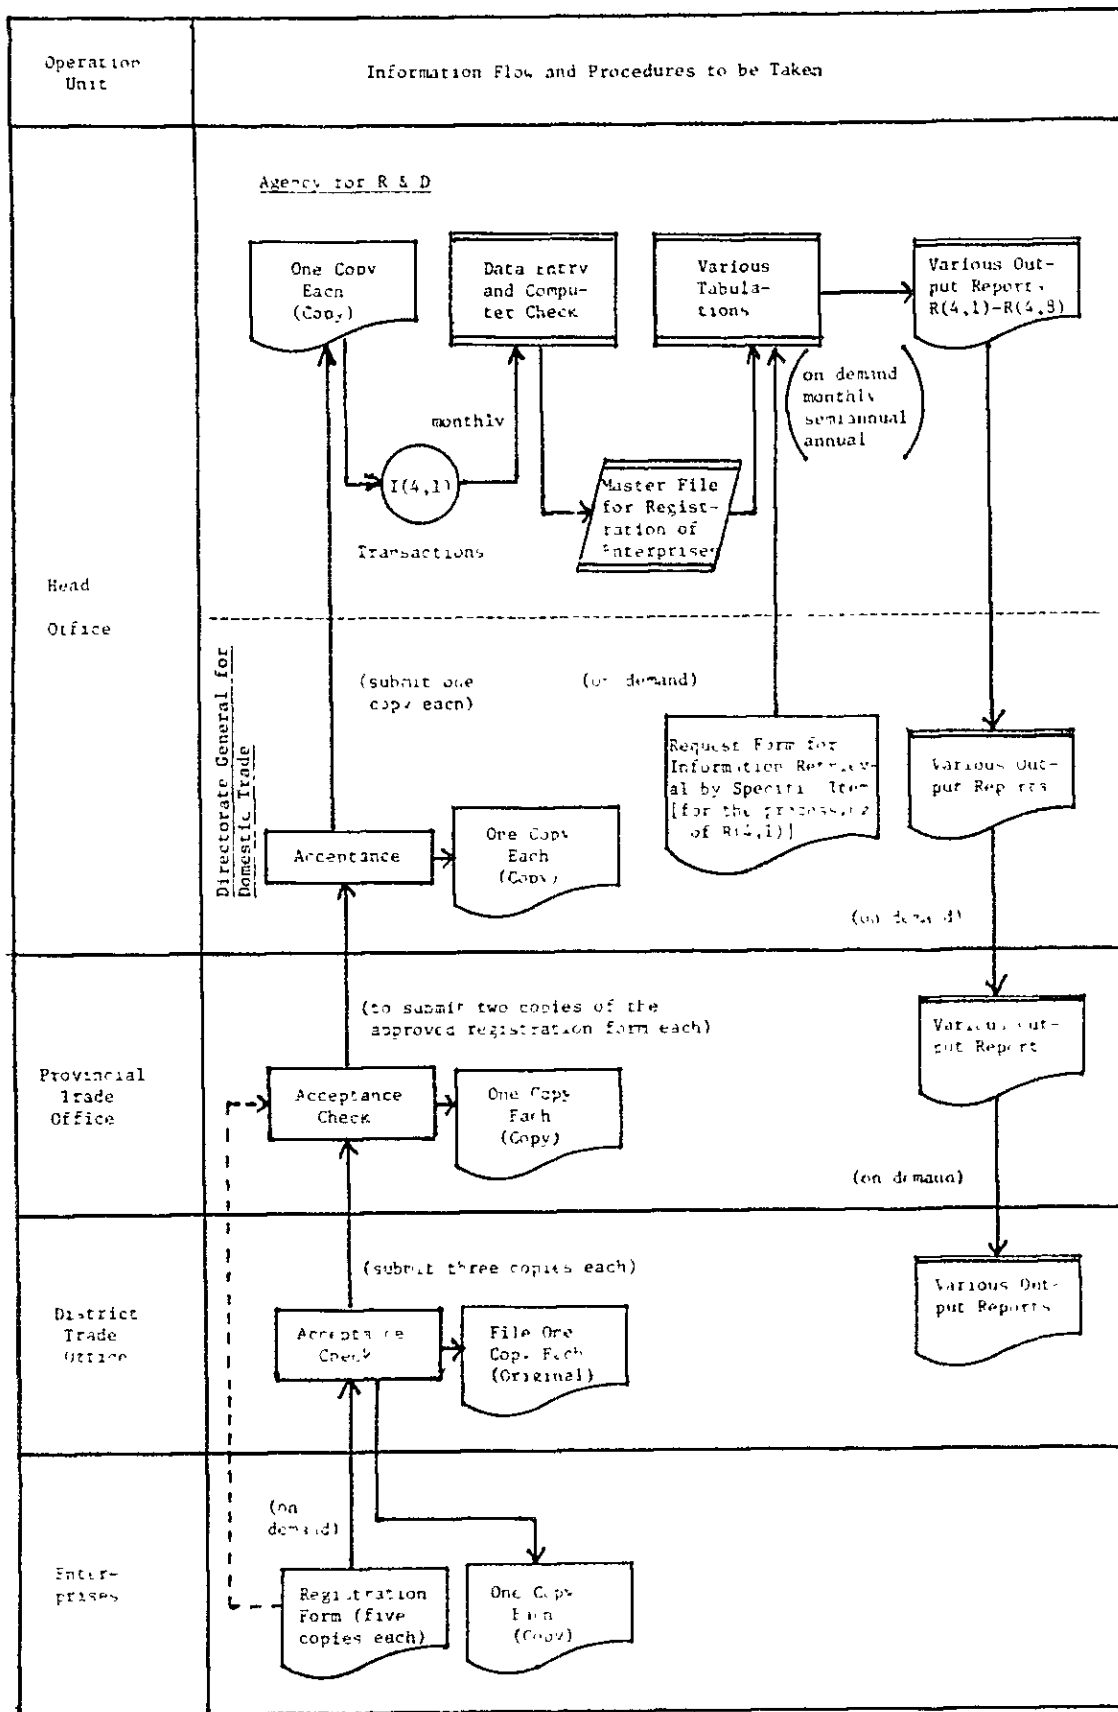 Operation
Unit
Information Flow and Procedures to be Taken
Agency for R & D
One Copy
Each
(Copy)
Data Entry
and Compu-
ter Check
Various
Tabula-
tions
Various Out-
put Reports
R(4,1)-R(4,8)
(on demand
monthly
semiannual
annual)
monthly
I(4,1)
Transactions
Master File
for Regist-
ration of
Enterprises
Head
Office
Directorate General for
Domestic Trade
(submit one
copy each)
(on demand)
Request Form for
Information Retriev-
al by Specific Item
[for the processing
of R(4,1)]
Various Out-
put Reports
Acceptance
One Copy
Each
(Copy)
(on demand)
(to submit two copies of the
approved registration form each)
Provincial
Trade
Office
Acceptance
Check
One Copy
Each
(Copy)
Various Out-
put Report
(on demand)
(submit three copies each)
District
Trade
Office
Acceptance
Check
File One
Copy Each
(Original)
Various Out-
put Reports
(on
demand)
Enter-
prises
Registration
Form (five
copies each)
One Copy
Each
(Copy)